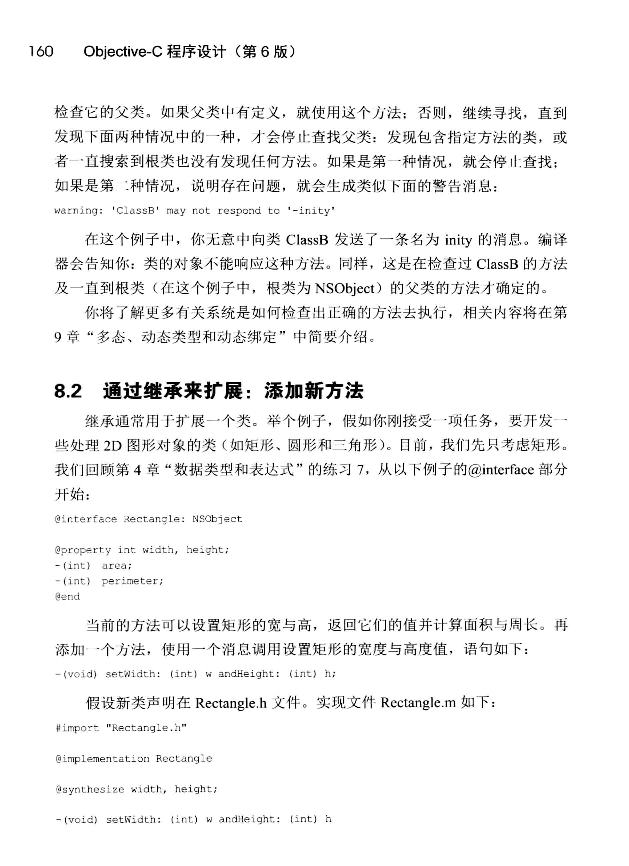 160 Objective-C 程序设计（第 6 版）
检查它的父类。如果父类中有定义，就使用这个方法；否则，继续寻找，直到
发现下面两种情况中的一种，才会停止查找父类：发现包含指定方法的类，或
者一直搜索到根类也没有发现任何方法。如果是第一种情况，就会停止查找；
如果是第二种情况，说明存在问题，就会生成类似下面的警告消息：
warning: 'ClassB' may not respond to '-inity'
在这个例子中，你无意中向类 ClassB 发送了一条名为 inity 的消息。编译
器会告知你：类的对象不能响应这种方法。同样，这是在检查过 ClassB 的方法
及一直到根类（在这个例子中，根类为 NSObject）的父类的方法才确定的。
你将了解更多有关系统是如何检查出正确的方法去执行，相关内容将在第
9 章“多态、动态类型和动态绑定”中简要介绍。
8.2 通过继承来扩展：添加新方法
继承通常用于扩展一个类。举个例子，假如你刚接受一项任务，要开发一
些处理 2D 图形对象的类（如矩形、圆形和三角形）。目前，我们先只考虑矩形。
我们回顾第 4 章“数据类型和表达式”的练习 7，从以下例子的@interface 部分
开始：
@interface Rectangle: NSObject
@property int width, height;
-(int) area;
-(int) perimeter;
@end
当前的方法可以设置矩形的宽与高，返回它们的值并计算面积与周长。再
添加一个方法，使用一个消息调用设置矩形的宽度与高度值，语句如下：
-(void) setWidth: (int) w andHeight: (int) h;
假设新类声明在 Rectangle.h 文件。实现文件 Rectangle.m 如下：
#import "Rectangle.h"
@implementation Rectangle
@synthesize width, height;
-(void) setWidth: (int) w andHeight: (int) h